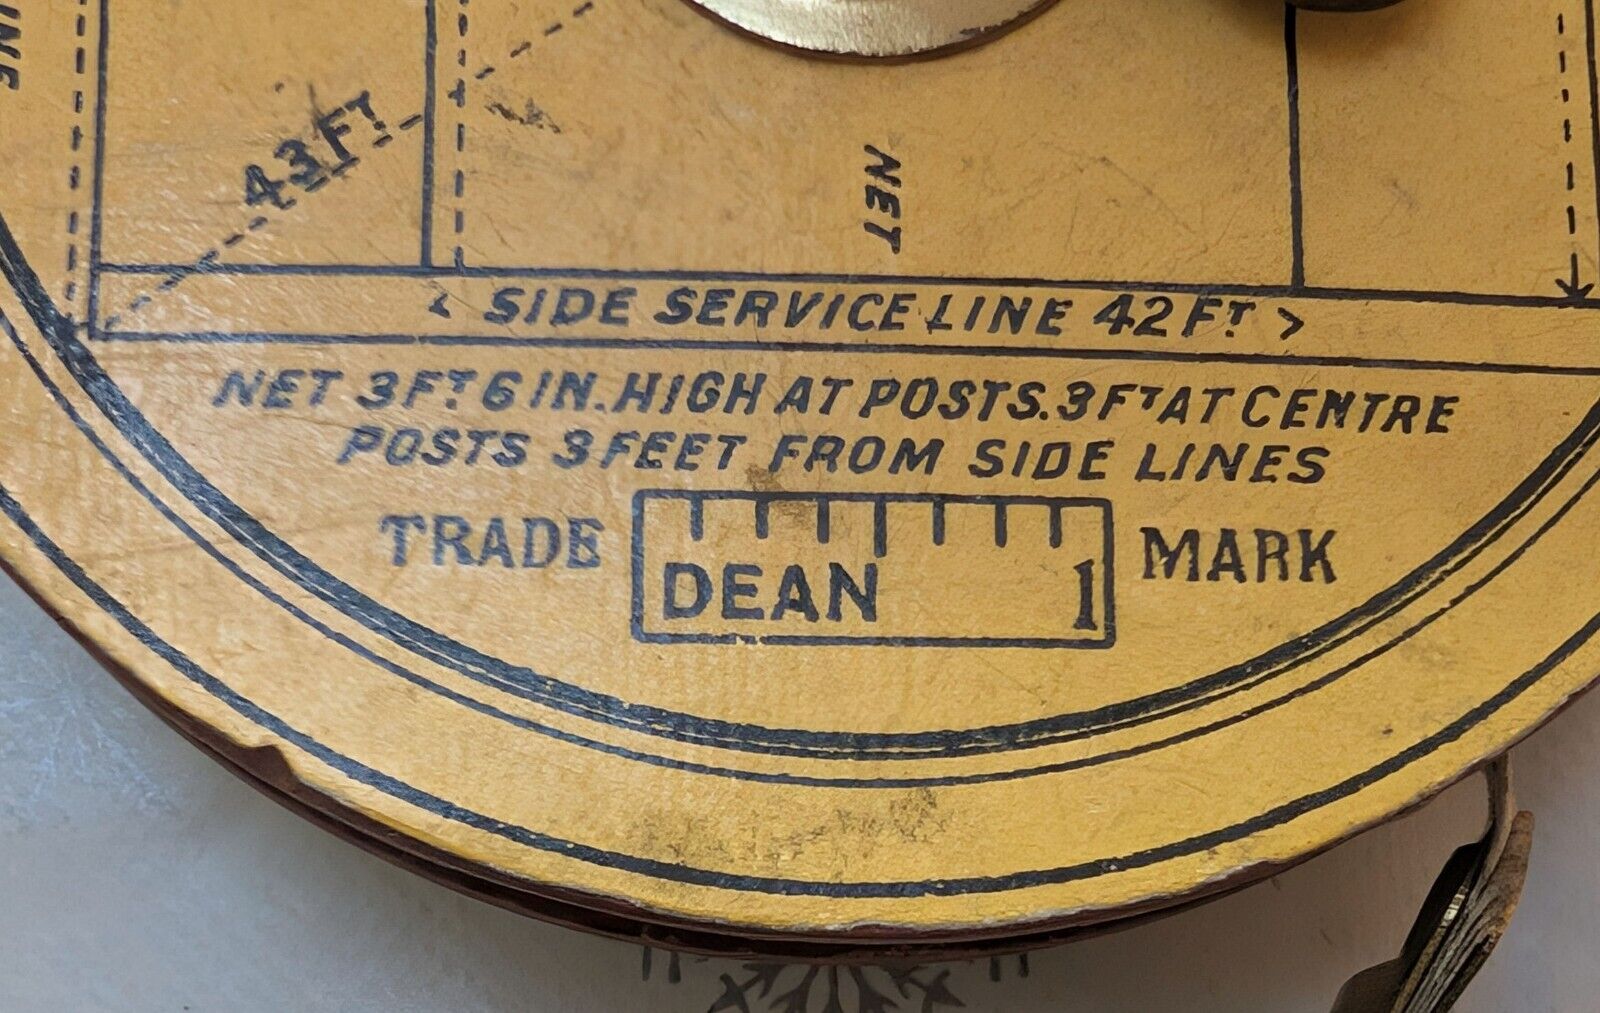 INE
43 FT
NET
< SIDE SERVICE LINE 42 FT >
NET 3 FT 6 IN. HIGH AT POSTS. 3 FT AT CENTRE
POSTS 3 FEET FROM SIDE LINES
TRADE DEAN 1 MARK